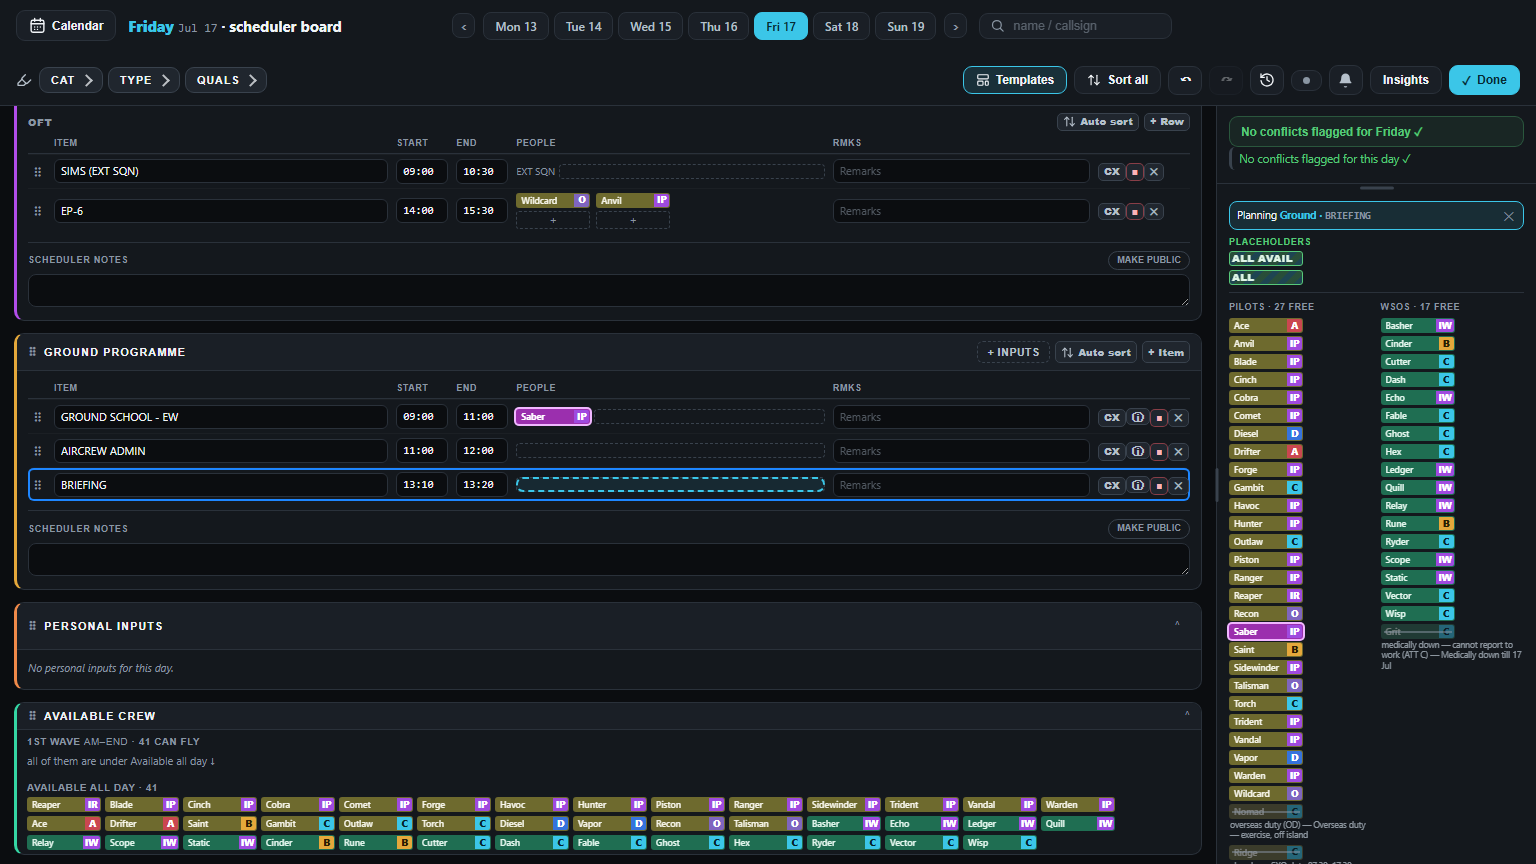 Calendar
Friday Jul 17 · scheduler board
‹ Mon 13 Tue 14 Wed 15 Thu 16 Fri 17 Sat 18 Sun 19 ›
name / callsign
CAT TYPE QUALS
Templates Sort all Insights ✓ Done
OFT
Auto sort + Row
ITEM START END PEOPLE RMKS
SIMS (EXT SQN) 09:00 10:30 EXT SQN Remarks CX ✕
EP-6 14:00 15:30 Wildcard O Anvil IP Remarks CX ✕
+ +
SCHEDULER NOTES MAKE PUBLIC
GROUND PROGRAMME
+ INPUTS Auto sort + Item
ITEM START END PEOPLE RMKS
GROUND SCHOOL - EW 09:00 11:00 Saber IP Remarks CX ✕
AIRCREW ADMIN 11:00 12:00 Remarks CX ✕
BRIEFING 13:10 13:20 Remarks CX ✕
SCHEDULER NOTES MAKE PUBLIC
PERSONAL INPUTS
No personal inputs for this day.
AVAILABLE CREW
1ST WAVE AM–END · 41 CAN FLY
all of them are under Available all day ↓
AVAILABLE ALL DAY · 41
Reaper IR Blade IP Cinch IP Cobra IP Comet IP Forge IP Havoc IP Hunter IP Piston IP Ranger IP Sidewinder IP Trident IP Vandal IP Warden IP
Ace A Drifter A Saint B Gambit C Outlaw C Torch C Diesel D Vapor D Recon O Talisman O Basher IW Echo IW Ledger IW Quill IW
Relay IW Scope IW Static IW Cinder B Rune B Cutter C Dash C Fable C Ghost C Hex C Ryder C Vector C Wisp C
No conflicts flagged for Friday ✓
No conflicts flagged for this day ✓
Planning Ground · BRIEFING
PLACEHOLDERS
ALL AVAIL
ALL
PILOTS · 27 FREE
Ace A
Anvil IP
Blade IP
Cinch IP
Cobra IP
Comet IP
Diesel D
Drifter A
Forge IP
Gambit C
Havoc IP
Hunter IP
Outlaw C
Piston IP
Ranger IP
Reaper IR
Recon O
Saber IP
Saint B
Sidewinder IP
Talisman O
Torch C
Trident IP
Vandal IP
Vapor D
Warden IP
Wildcard O
Nomad C
overseas duty (OD) — Overseas duty
— exercise, off island
Ridge C
WSOS · 17 FREE
Basher IW
Cinder B
Cutter C
Dash C
Echo IW
Fable C
Ghost C
Hex C
Ledger IW
Quill IW
Relay IW
Rune B
Ryder C
Scope IW
Static IW
Vector C
Wisp C
Grit C
medically down — cannot report to
work (ATT C) — Medically down till 17
Jul